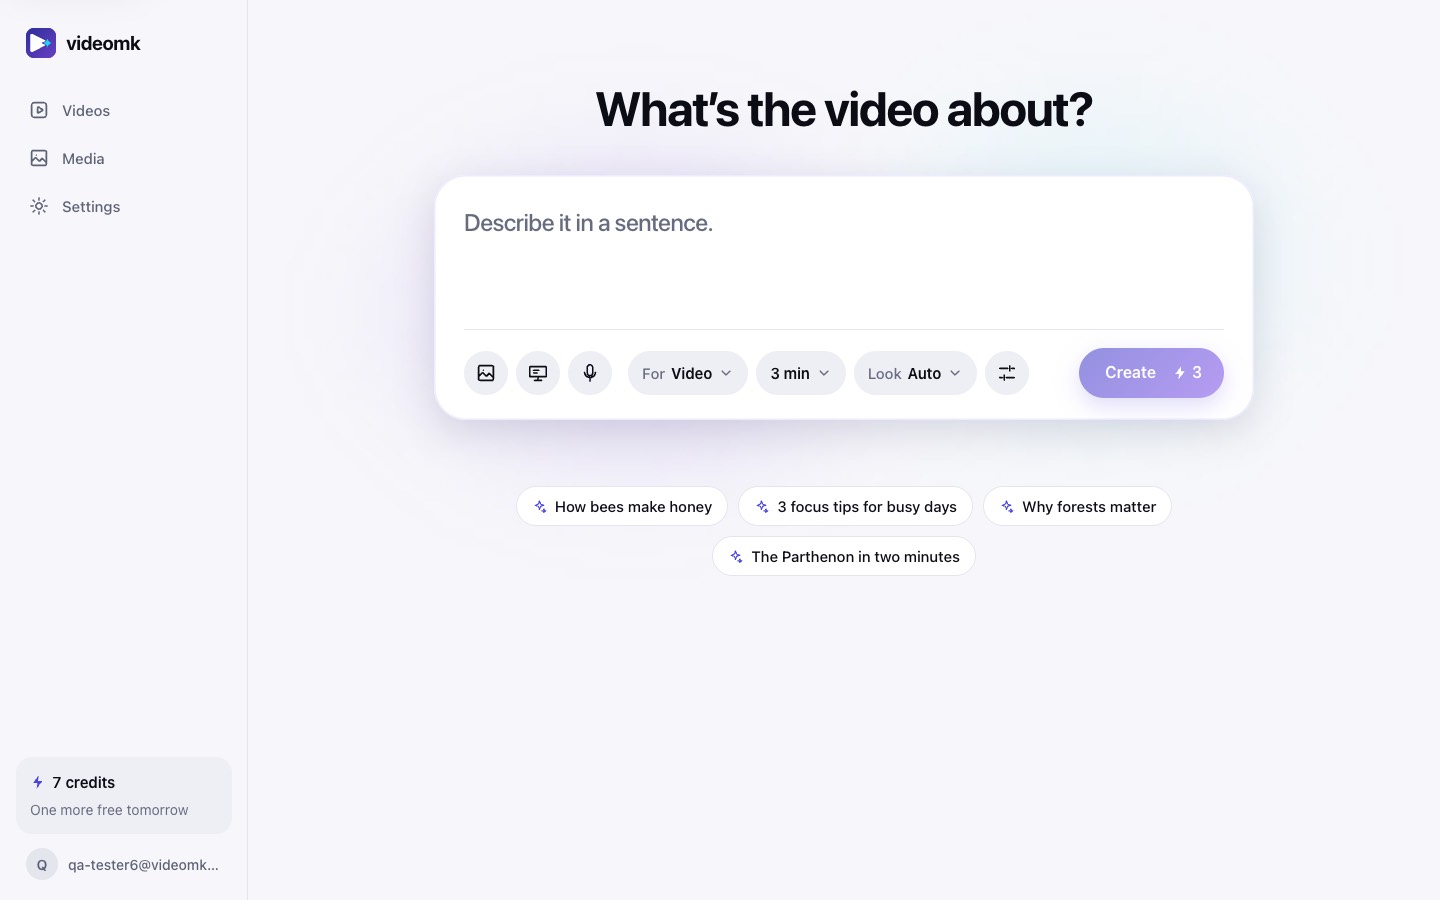 videomk
Videos
Media
Settings
What's the video about?
Describe it in a sentence.
For Video
3 min
Look Auto
Create 3
How bees make honey
3 focus tips for busy days
Why forests matter
The Parthenon in two minutes
7 credits
One more free tomorrow
Q
qa-tester6@videomk...